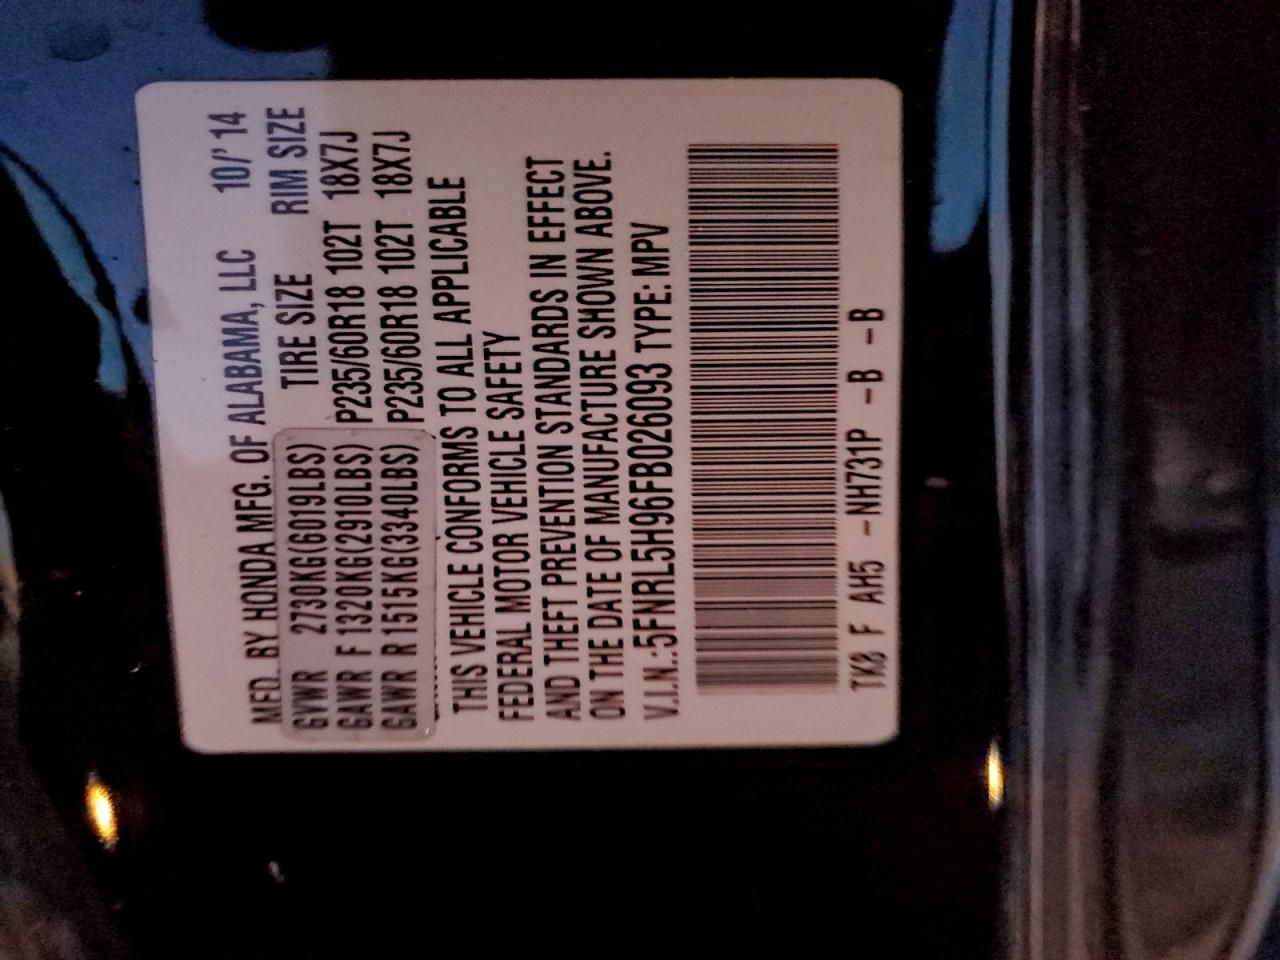 MFD. BY HONDA MFG. OF ALABAMA, LLC 10/'14
TIRE SIZE RIM SIZE
GVWR 2730KG(6019LBS)
GAWR F 1320KG(2910LBS) P235/60R18 102T 18X7J
GAWR R 1515KG(3340LBS) P235/60R18 102T 18X7J
THIS VEHICLE CONFORMS TO ALL APPLICABLE
FEDERAL MOTOR VEHICLE SAFETY
AND THEFT PREVENTION STANDARDS IN EFFECT
ON THE DATE OF MANUFACTURE SHOWN ABOVE.
V.I.N.:5FNRL5H96FB026093 TYPE: MPV
TK8 F AH5 -NH731P -B -B